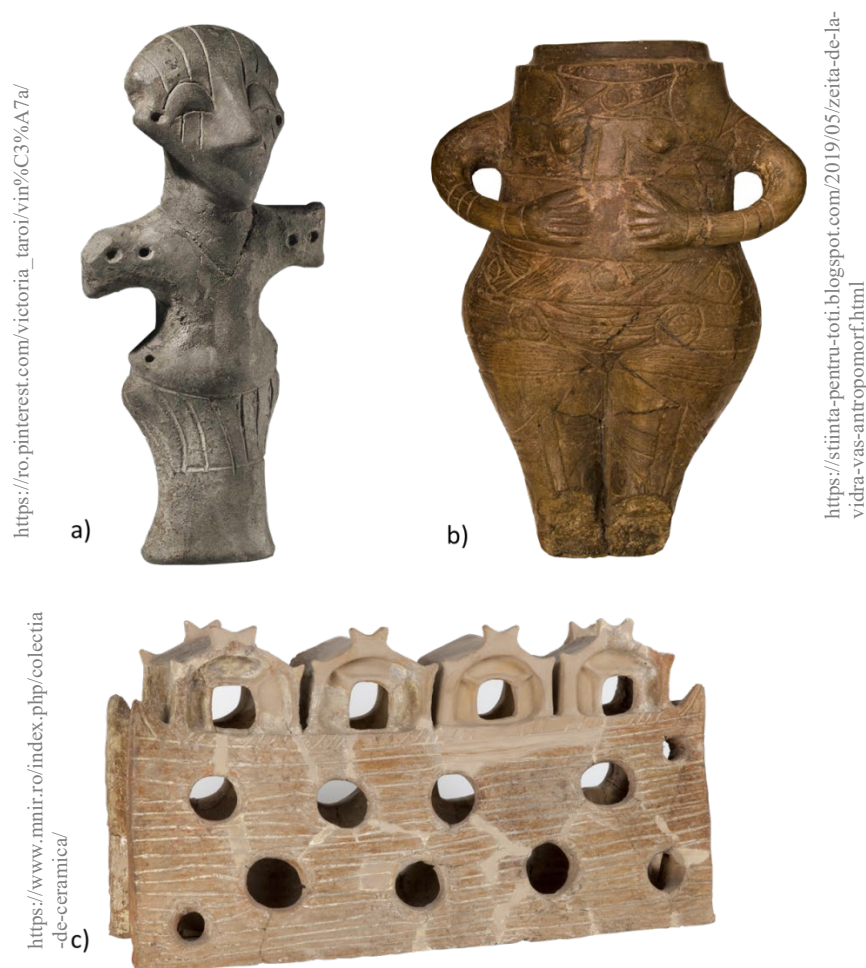 https://ro.pinterest.com/victoria_taroi/vin%C3%A7a/
a)
b)
https://stiinta-pentru-toti.blogspot.com/2019/05/zeita-de-la-
vidra-vas-antropomorf.html
https://www.mnir.ro/index.php/colectia
-de-ceramica/
c)